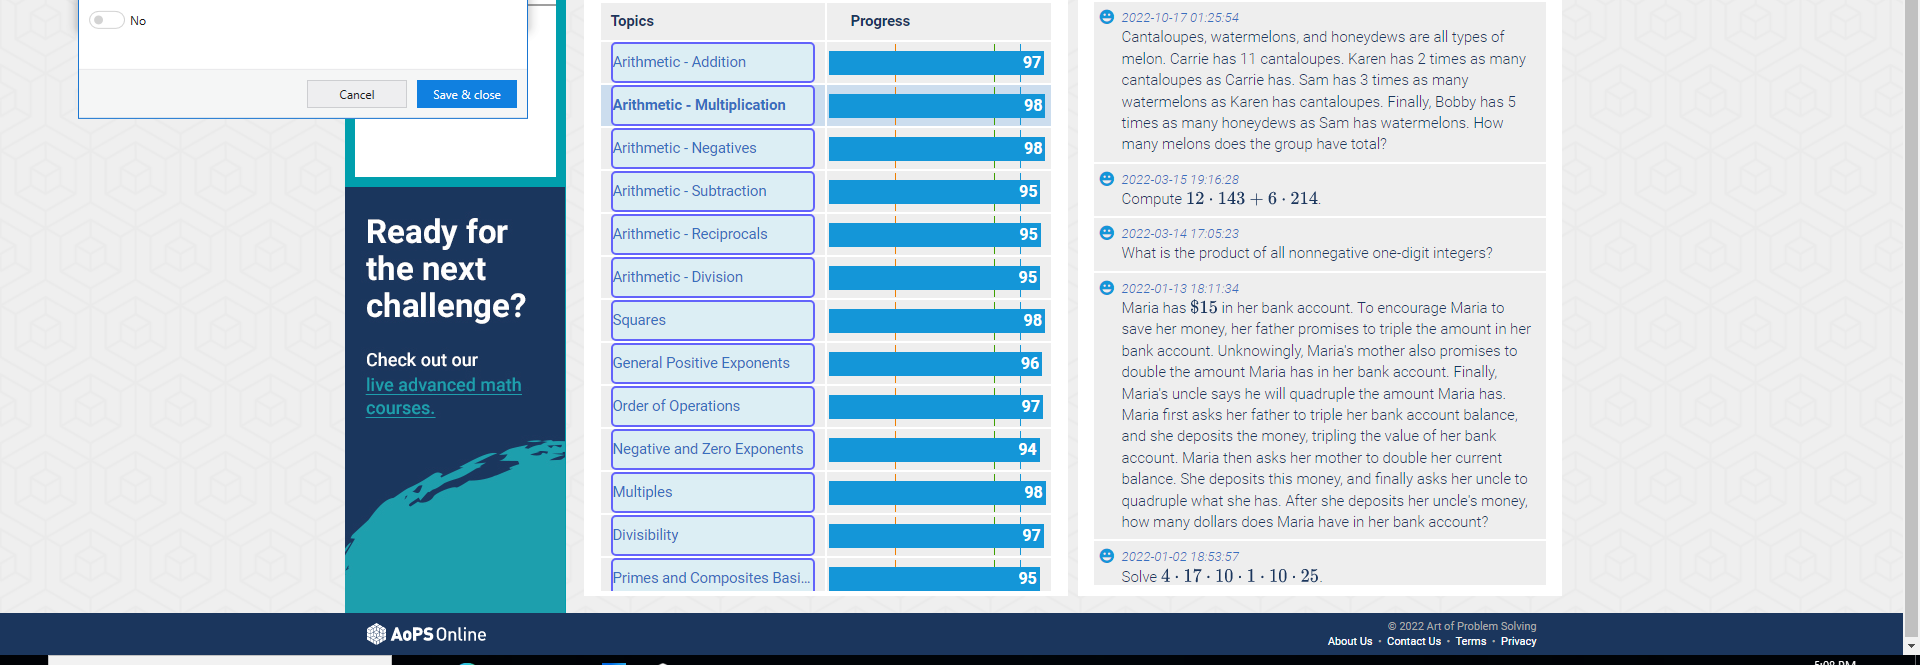 No
Cancel
Save & close
Ready for
the next
challenge?
Check out our
live advanced math
courses.
Topics Progress
Arithmetic - Addition 97
Arithmetic - Multiplication 98
Arithmetic - Negatives 98
Arithmetic - Subtraction 95
Arithmetic - Reciprocals 95
Arithmetic - Division 95
Squares 98
General Positive Exponents 96
Order of Operations 97
Negative and Zero Exponents 94
Multiples 98
Divisibility 97
Primes and Composites Basi... 95
2022-10-17 01:25:54
Cantaloupes, watermelons, and honeydews are all types of
melon. Carrie has 11 cantaloupes. Karen has 2 times as many
cantaloupes as Carrie has. Sam has 3 times as many
watermelons as Karen has cantaloupes. Finally, Bobby has 5
times as many honeydews as Sam has watermelons. How
many melons does the group have total?
2022-03-15 19:16:28
Compute 12 · 143 + 6 · 214.
2022-03-14 17:05:23
What is the product of all nonnegative one-digit integers?
2022-01-13 18:11:34
Maria has $15 in her bank account. To encourage Maria to
save her money, her father promises to triple the amount in her
bank account. Unknowingly, Maria's mother also promises to
double the amount Maria has in her bank account. Finally,
Maria's uncle says he will quadruple the amount Maria has.
Maria first asks her father to triple her bank account balance,
and she deposits the money, tripling the value of her bank
account. Maria then asks her mother to double her current
balance. She deposits this money, and finally asks her uncle to
quadruple what she has. After she deposits her uncle's money,
how many dollars does Maria have in her bank account?
2022-01-02 18:53:57
Solve 4 · 17 · 10 · 1 · 10 · 25.
AoPS Online
© 2022 Art of Problem Solving
About Us · Contact Us · Terms · Privacy